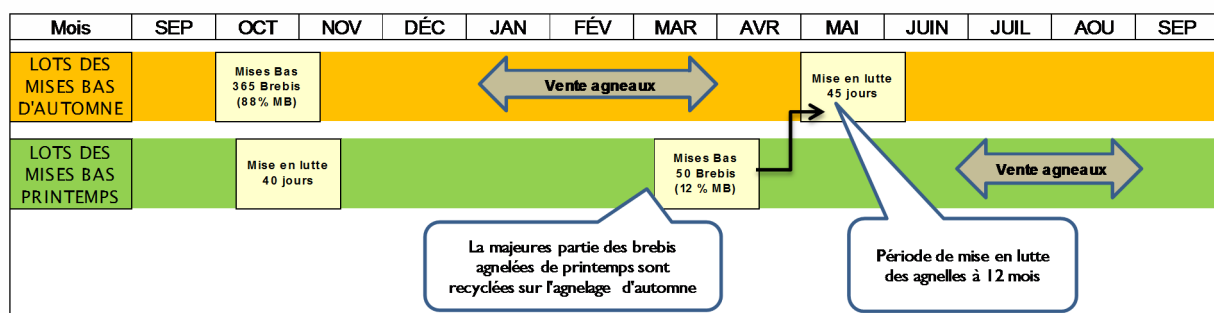 Mois SEP OCT NOV DÉC JAN FÉV MAR AVR MAI JUIN JUIL AOU SEP
LOTS DES
MISES BAS
D'AUTOMNE
Mises Bas
365 Brebis
(88% MB)
Vente agneaux
Mise en lutte
45 jours
LOTS DES
MISES BAS
PRINTEMPS
Mise en lutte
40 jours
Mises Bas
50 Brebis
(12 % MB)
Vente agneaux
La majeures partie des brebis
agnelées de printemps sont
recyclées sur l'agnelage d'automne
Période de mise en lutte
des agnelles à 12 mois